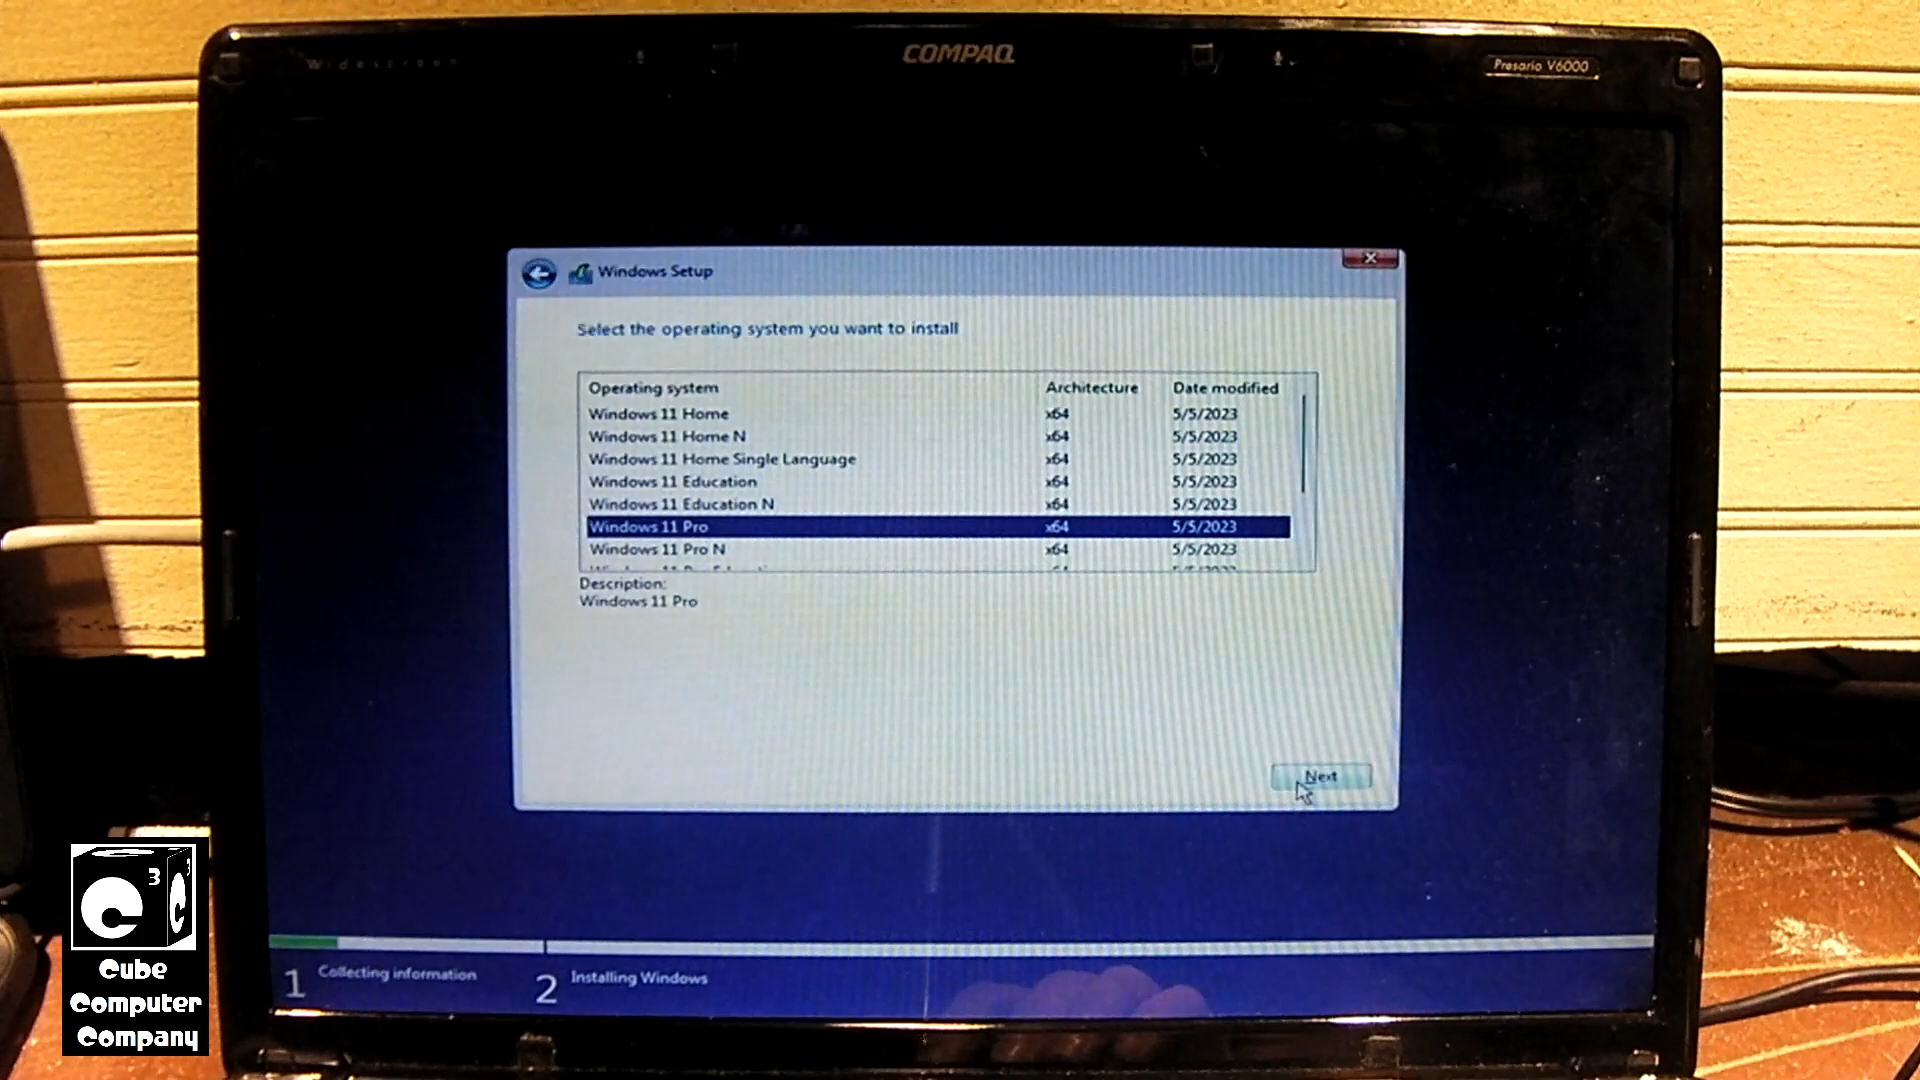 Widescreen
COMPAQ
Presario V6000
Windows Setup
Select the operating system you want to install
Operating system Architecture Date modified
Windows 11 Home x64 5/5/2023
Windows 11 Home N x64 5/5/2023
Windows 11 Home Single Language x64 5/5/2023
Windows 11 Education x64 5/5/2023
Windows 11 Education N x64 5/5/2023
Windows 11 Pro x64 5/5/2023
Windows 11 Pro N x64 5/5/2023
Description:
Windows 11 Pro
Next
1 Collecting information
2 Installing Windows
C 3 C 3
Cube
Computer
Company